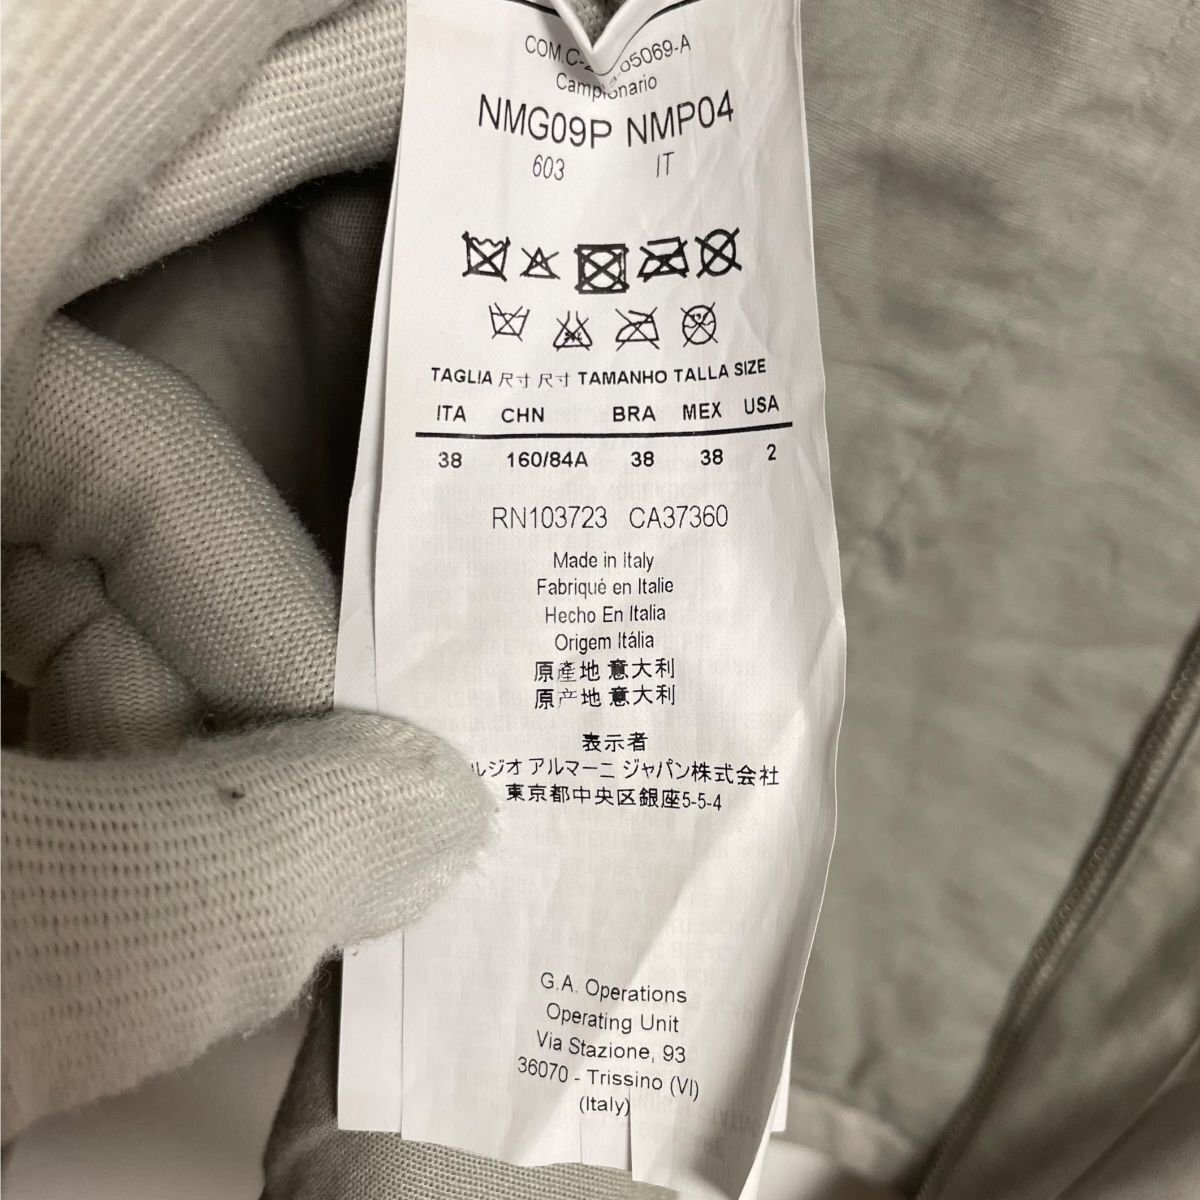 Campionario
NMG09P NMP04
603 IT
TAGLIA 尺寸 尺寸 TAMANHO TALLA SIZE
ITA CHN BRA MEX USA
38 160/84A 38 38 2
RN103723 CA37360
Made in Italy
Fabriqué en Italie
Hecho En Italia
Origem Itália
原產地 意大利
原产地 意大利
表示者
ルジオ アルマーニ ジャパン株式会社
東京都中央区銀座5-5-4
G.A. Operations
Operating Unit
Via Stazione, 93
36070 - Trissino (VI)
(Italy)